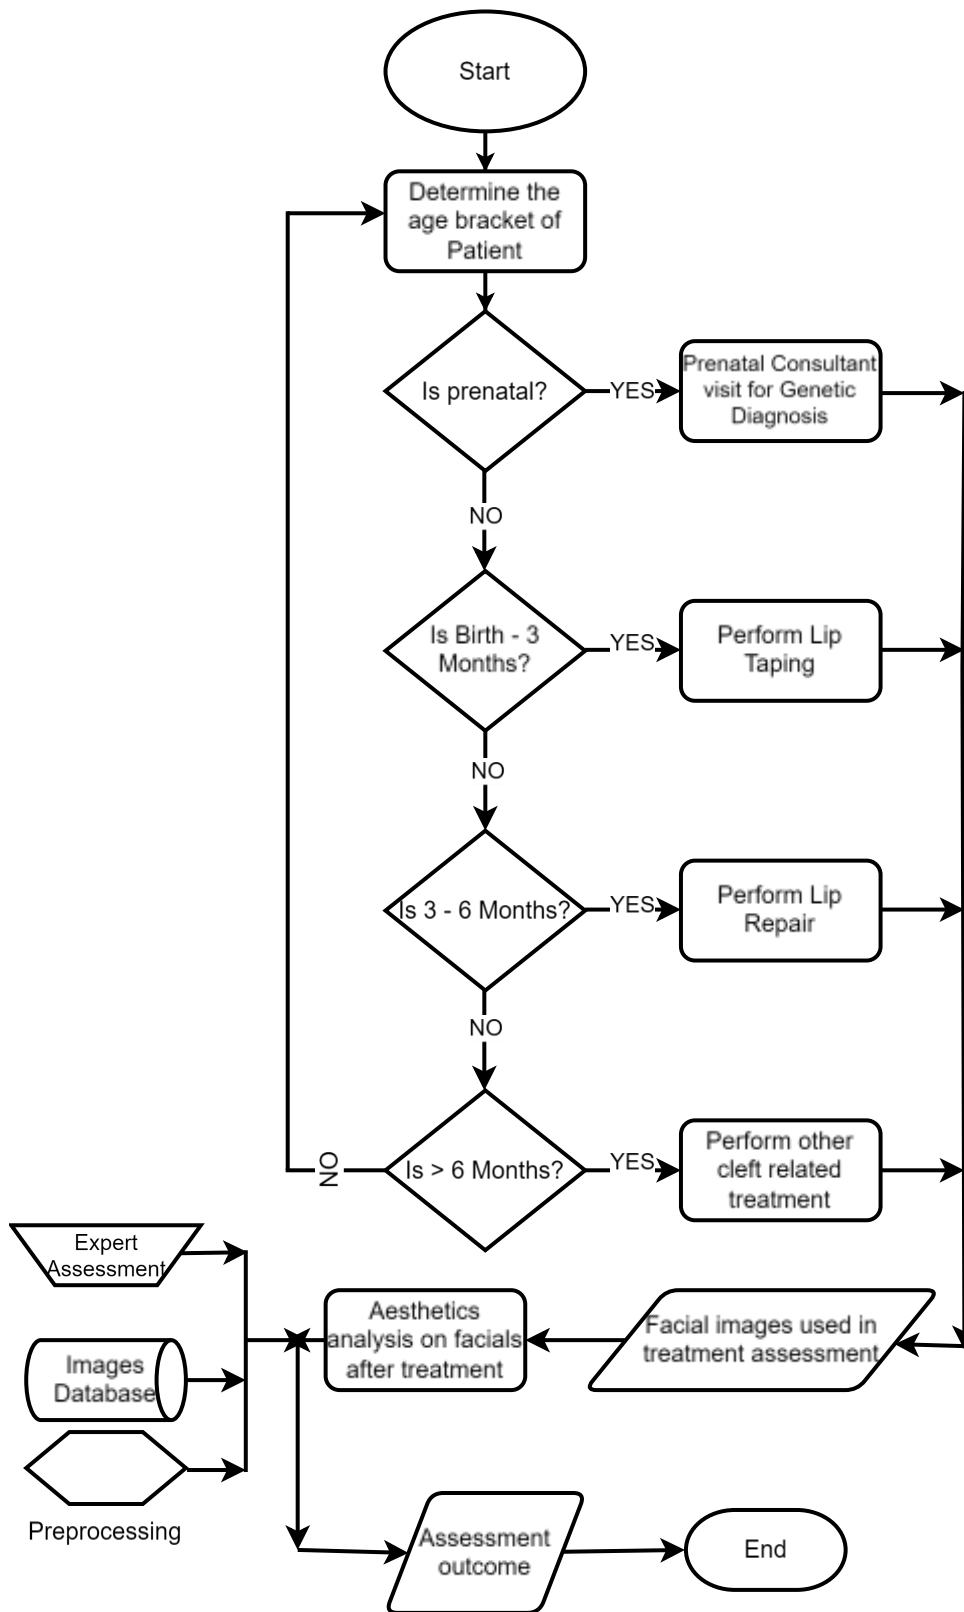 Start
Determine the
age bracket of
Patient
Is prenatal?
YES
Prenatal Consultant
visit for Genetic
Diagnosis
NO
Is Birth - 3
Months?
YES
Perform Lip
Taping
NO
Is 3 - 6 Months?
YES
Perform Lip
Repair
NO
Is > 6 Months?
YES
Perform other
cleft related
treatment
NO
Expert
Assessment
Aesthetics
analysis on facials
after treatment
Facial images used in
treatment assessment
Images
Database
Preprocessing
Assessment
outcome
End